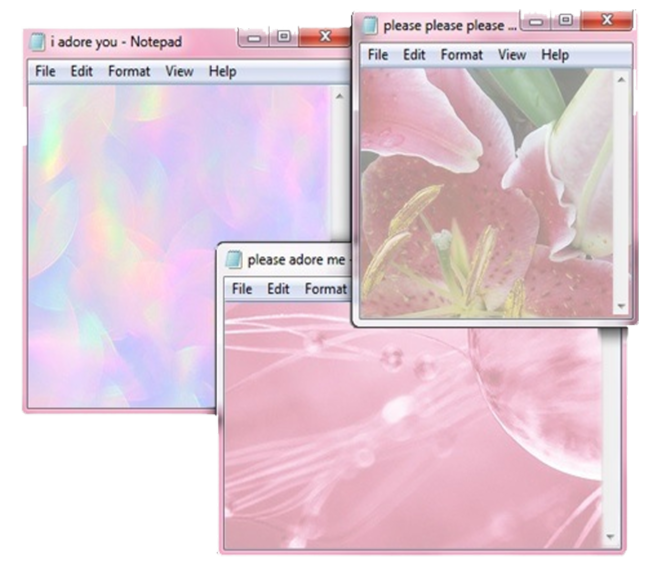 i adore you - Notepad
File Edit Format View Help
please please please ...
File Edit Format View Help
please adore me -
File Edit Format